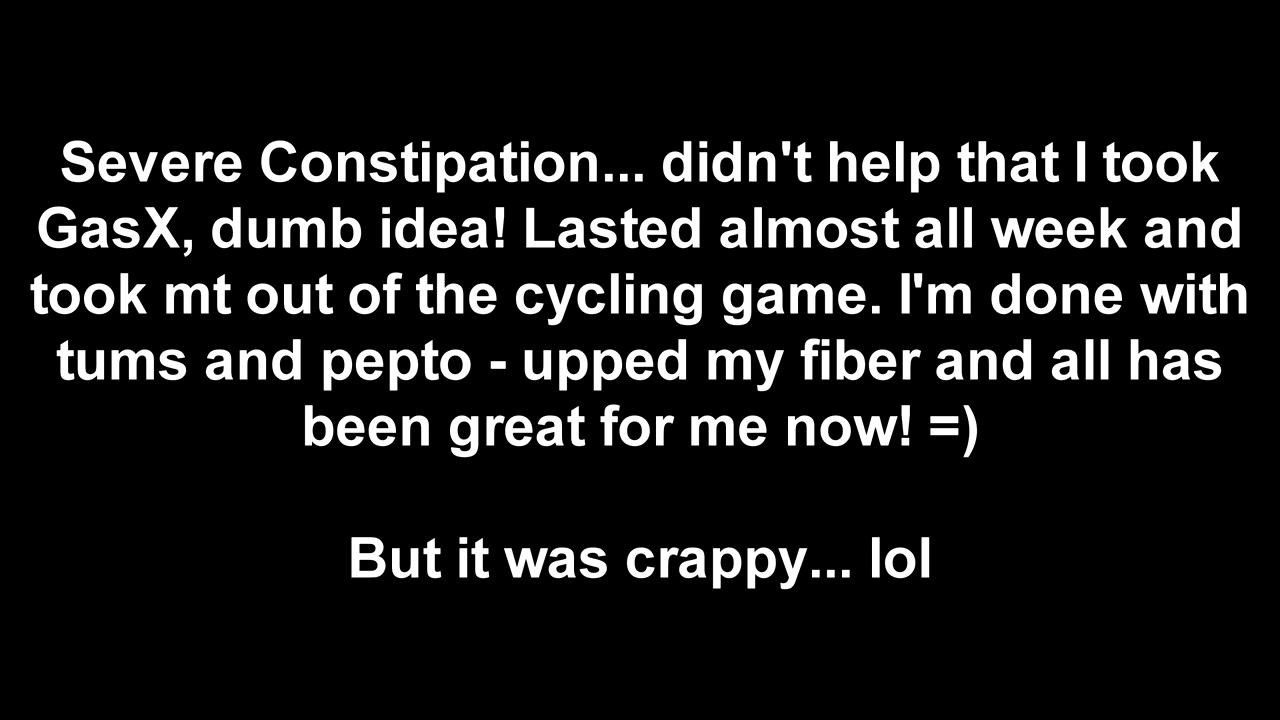 Severe Constipation... didn't help that I took
GasX, dumb idea! Lasted almost all week and
took mt out of the cycling game. I'm done with
tums and pepto - upped my fiber and all has
been great for me now! =)
But it was crappy... lol